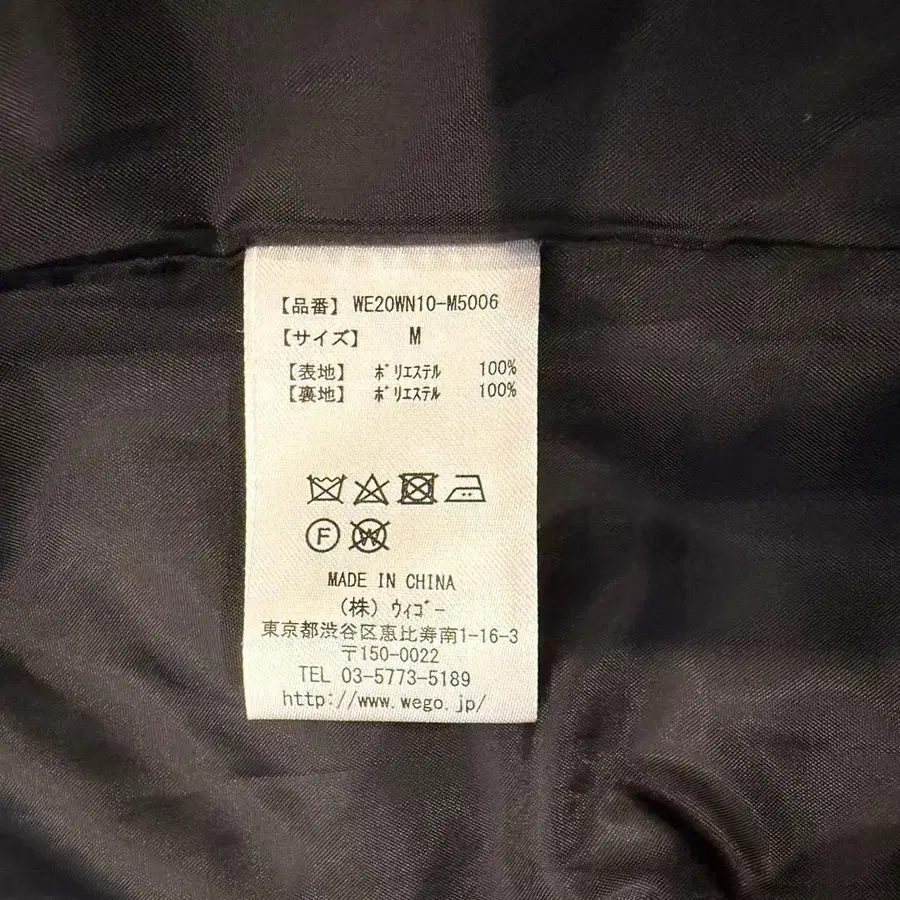 【品番】 WE20WN10-M5006
【サイズ】 M
【表地】 ﾎﾟﾘｴｽﾃﾙ 100%
【裏地】 ﾎﾟﾘｴｽﾃﾙ 100%
F W
MADE IN CHINA
(株) ｳｨｺﾞｰ
東京都渋谷区恵比寿南1-16-3
〒150-0022
TEL 03-5773-5189
http://www.wego.jp/